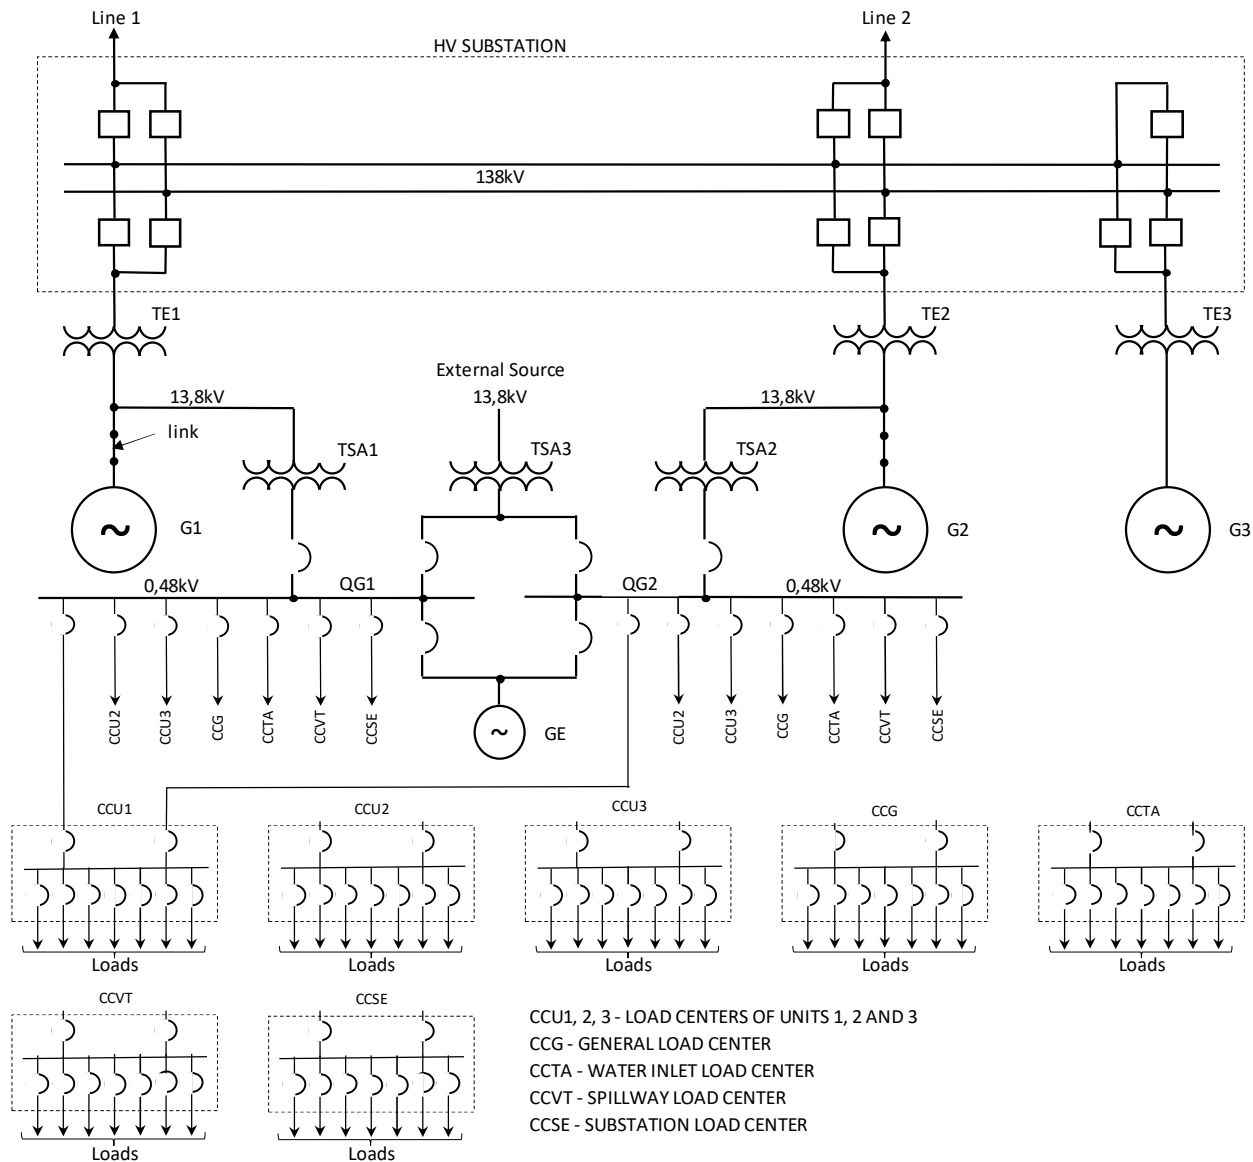 Line 1
Line 2
HV SUBSTATION
138kV
TE1
TE2
TE3
External Source
13,8kV
13,8kV
13,8kV
link
TSA1
TSA3
TSA2
~
G1
~
G2
~
G3
0,48kV
QG1
QG2
0,48kV
CCU2
CCU3
CCG
CCTA
CCVT
CCSE
~
GE
CCU2
CCU3
CCG
CCTA
CCVT
CCSE
CCU1
CCU2
CCU3
CCG
CCTA
Loads
Loads
Loads
Loads
Loads
CCVT
CCSE
Loads
Loads
CCU1, 2, 3 - LOAD CENTERS OF UNITS 1, 2 AND 3
CCG - GENERAL LOAD CENTER
CCTA - WATER INLET LOAD CENTER
CCVT - SPILLWAY LOAD CENTER
CCSE - SUBSTATION LOAD CENTER